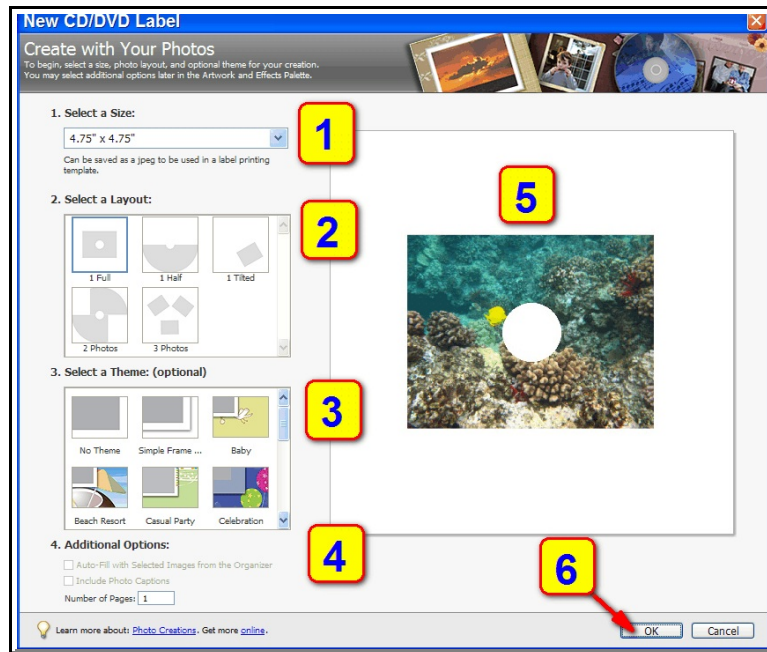 New CD/DVD Label
Create with Your Photos
To begin, select a size, photo layout, and optional theme for your creation.
You may select additional options later in the Artwork and Effects Palette.
1. Select a Size:
4.75" x 4.75"
1
Can be saved as a jpeg to be used in a label printing
template.
2. Select a Layout:
2
1 Full 1 Half 1 Tilted
2 Photos 3 Photos
3. Select a Theme: (optional)
3
No Theme Simple Frame ... Baby
Beach Resort Casual Party Celebration
4. Additional Options:
4
Auto-Fill with Selected Images from the Organizer
Include Photo Captions
Number of Pages: 1
5
6
Learn more about: Photo Creations. Get more online.
OK Cancel